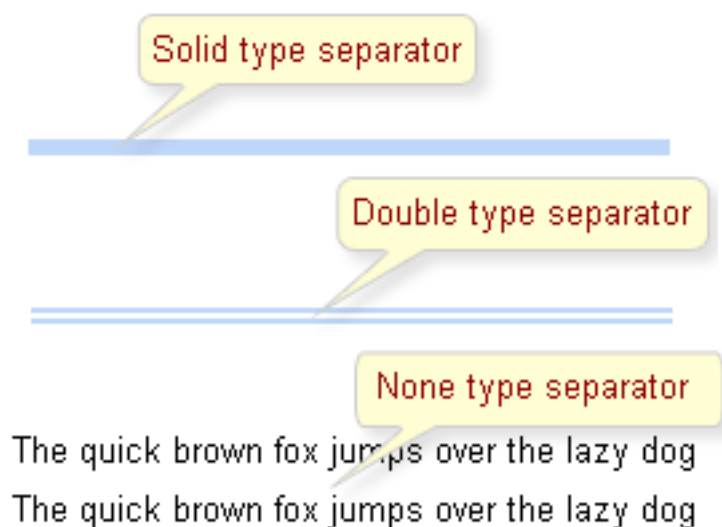 Solid type separator
Double type separator
None type separator
The quick brown fox jumps over the lazy dog
The quick brown fox jumps over the lazy dog